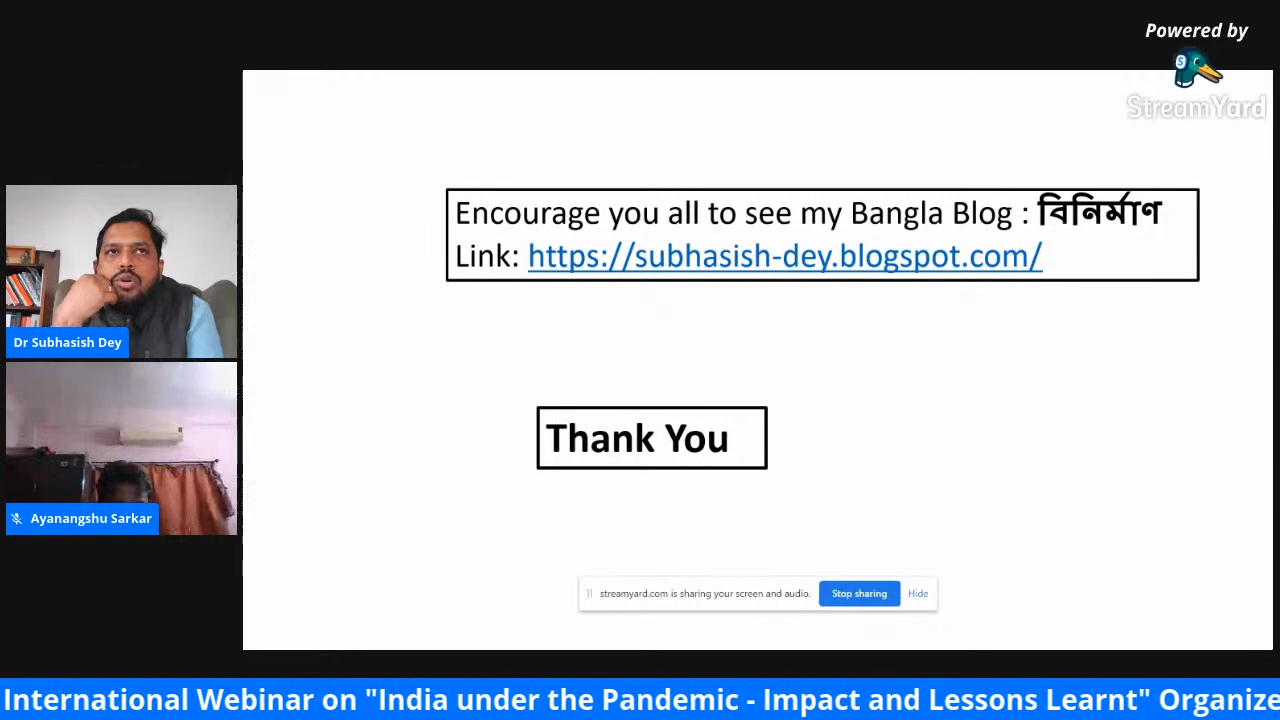 Powered by
StreamYard
Encourage you all to see my Bangla Blog : বিনির্মাণ
Link: https://subhasish-dey.blogspot.com/
Dr Subhasish Dey
Thank You
Ayanangshu Sarkar
streamyard.com is sharing your screen and audio. Stop sharing Hide
International Webinar on "India under the Pandemic - Impact and Lessons Learnt" Organize